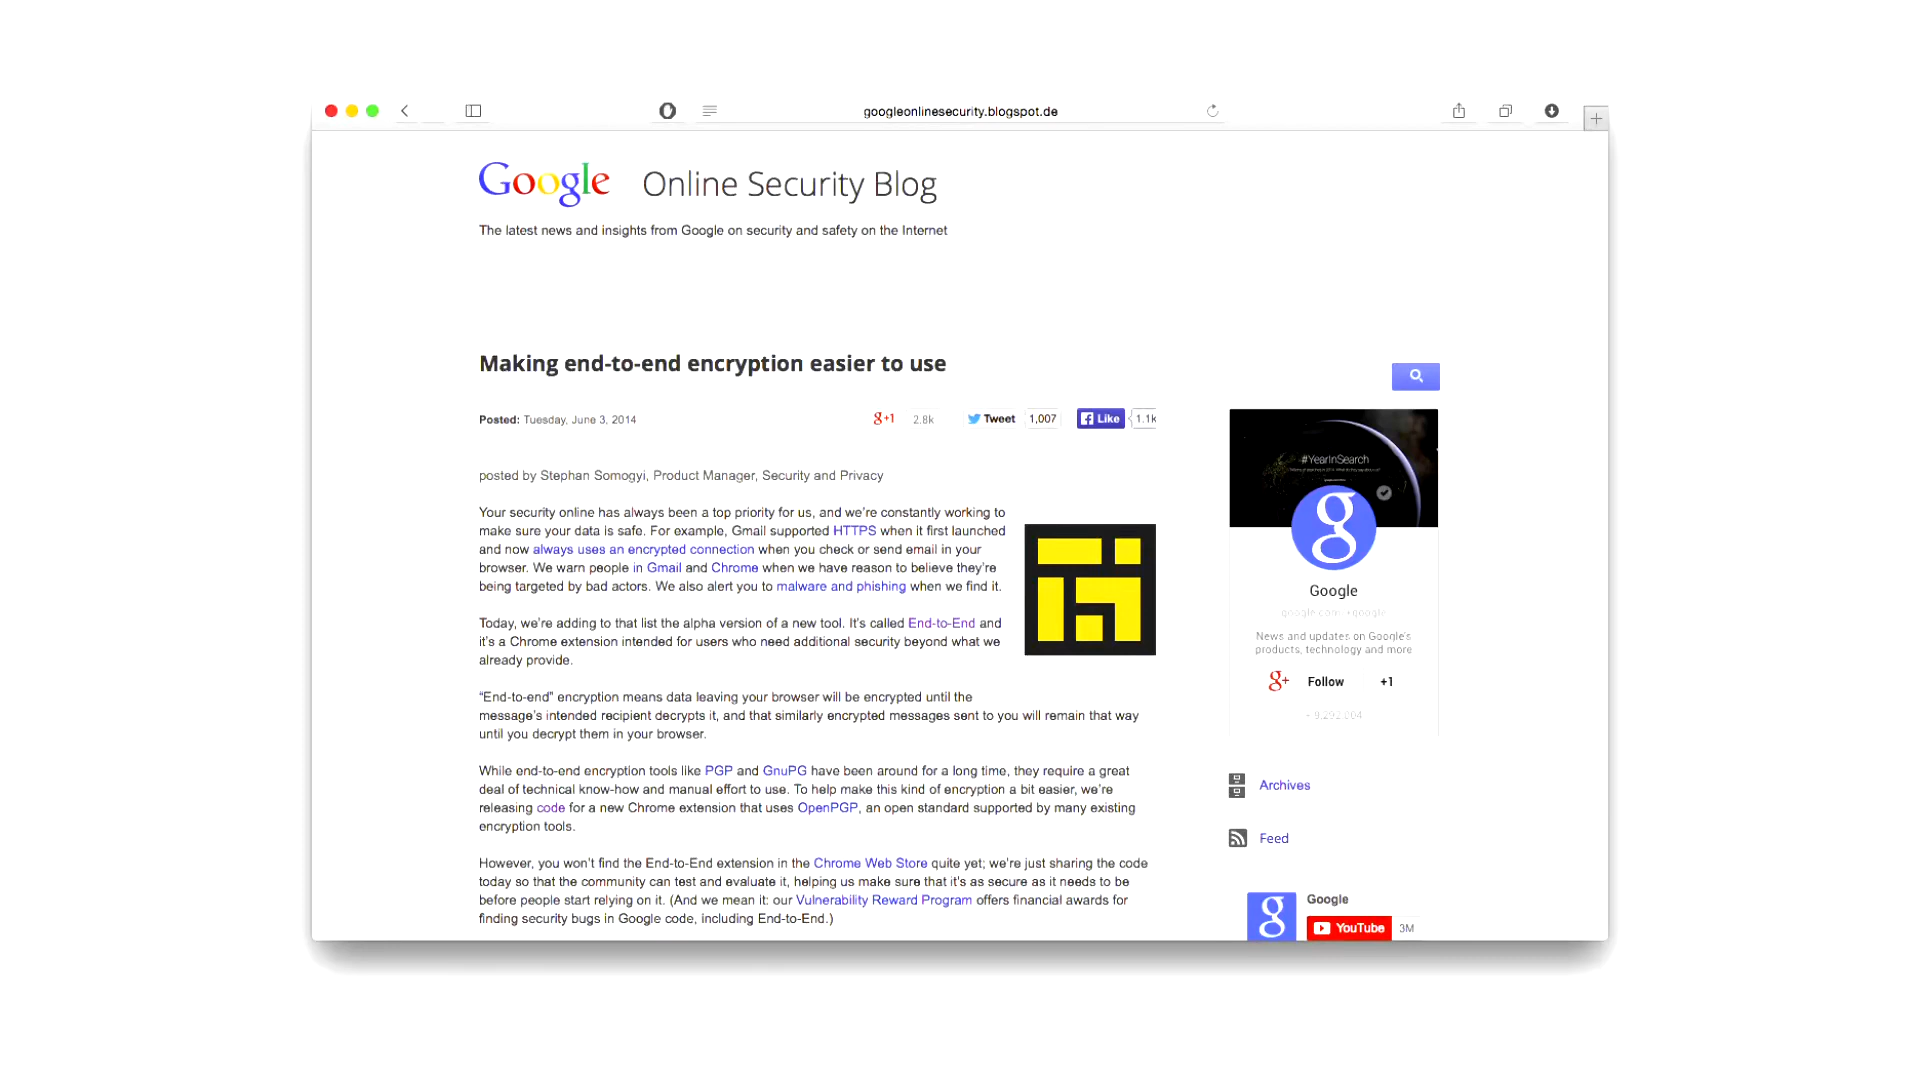 googleonlinesecurity.blogspot.de
Google Online Security Blog
The latest news and insights from Google on security and safety on the Internet
Making end-to-end encryption easier to use
Posted: Tuesday, June 3, 2014
g+1 2.8k Tweet 1,007 Like 1.1k
posted by Stephan Somogyi, Product Manager, Security and Privacy
Your security online has always been a top priority for us, and we’re constantly working to
make sure your data is safe. For example, Gmail supported HTTPS when it first launched
and now always uses an encrypted connection when you check or send email in your
browser. We warn people in Gmail and Chrome when we have reason to believe they’re
being targeted by bad actors. We also alert you to malware and phishing when we find it.
Today, we’re adding to that list the alpha version of a new tool. It’s called End-to-End and
it’s a Chrome extension intended for users who need additional security beyond what we
already provide.
“End-to-end” encryption means data leaving your browser will be encrypted until the
message’s intended recipient decrypts it, and that similarly encrypted messages sent to you will remain that way
until you decrypt them in your browser.
While end-to-end encryption tools like PGP and GnuPG have been around for a long time, they require a great
deal of technical know-how and manual effort to use. To help make this kind of encryption a bit easier, we’re
releasing code for a new Chrome extension that uses OpenPGP, an open standard supported by many existing
encryption tools.
However, you won’t find the End-to-End extension in the Chrome Web Store quite yet; we’re just sharing the code
today so that the community can test and evaluate it, helping us make sure that it’s as secure as it needs to be
before people start relying on it. (And we mean it: our Vulnerability Reward Program offers financial awards for
finding security bugs in Google code, including End-to-End.)
#YearInSearch
g
Google
google.com/+google
News and updates on Google's
products, technology and more
g+ Follow +1
Archives
Feed
g
Google
YouTube 3M